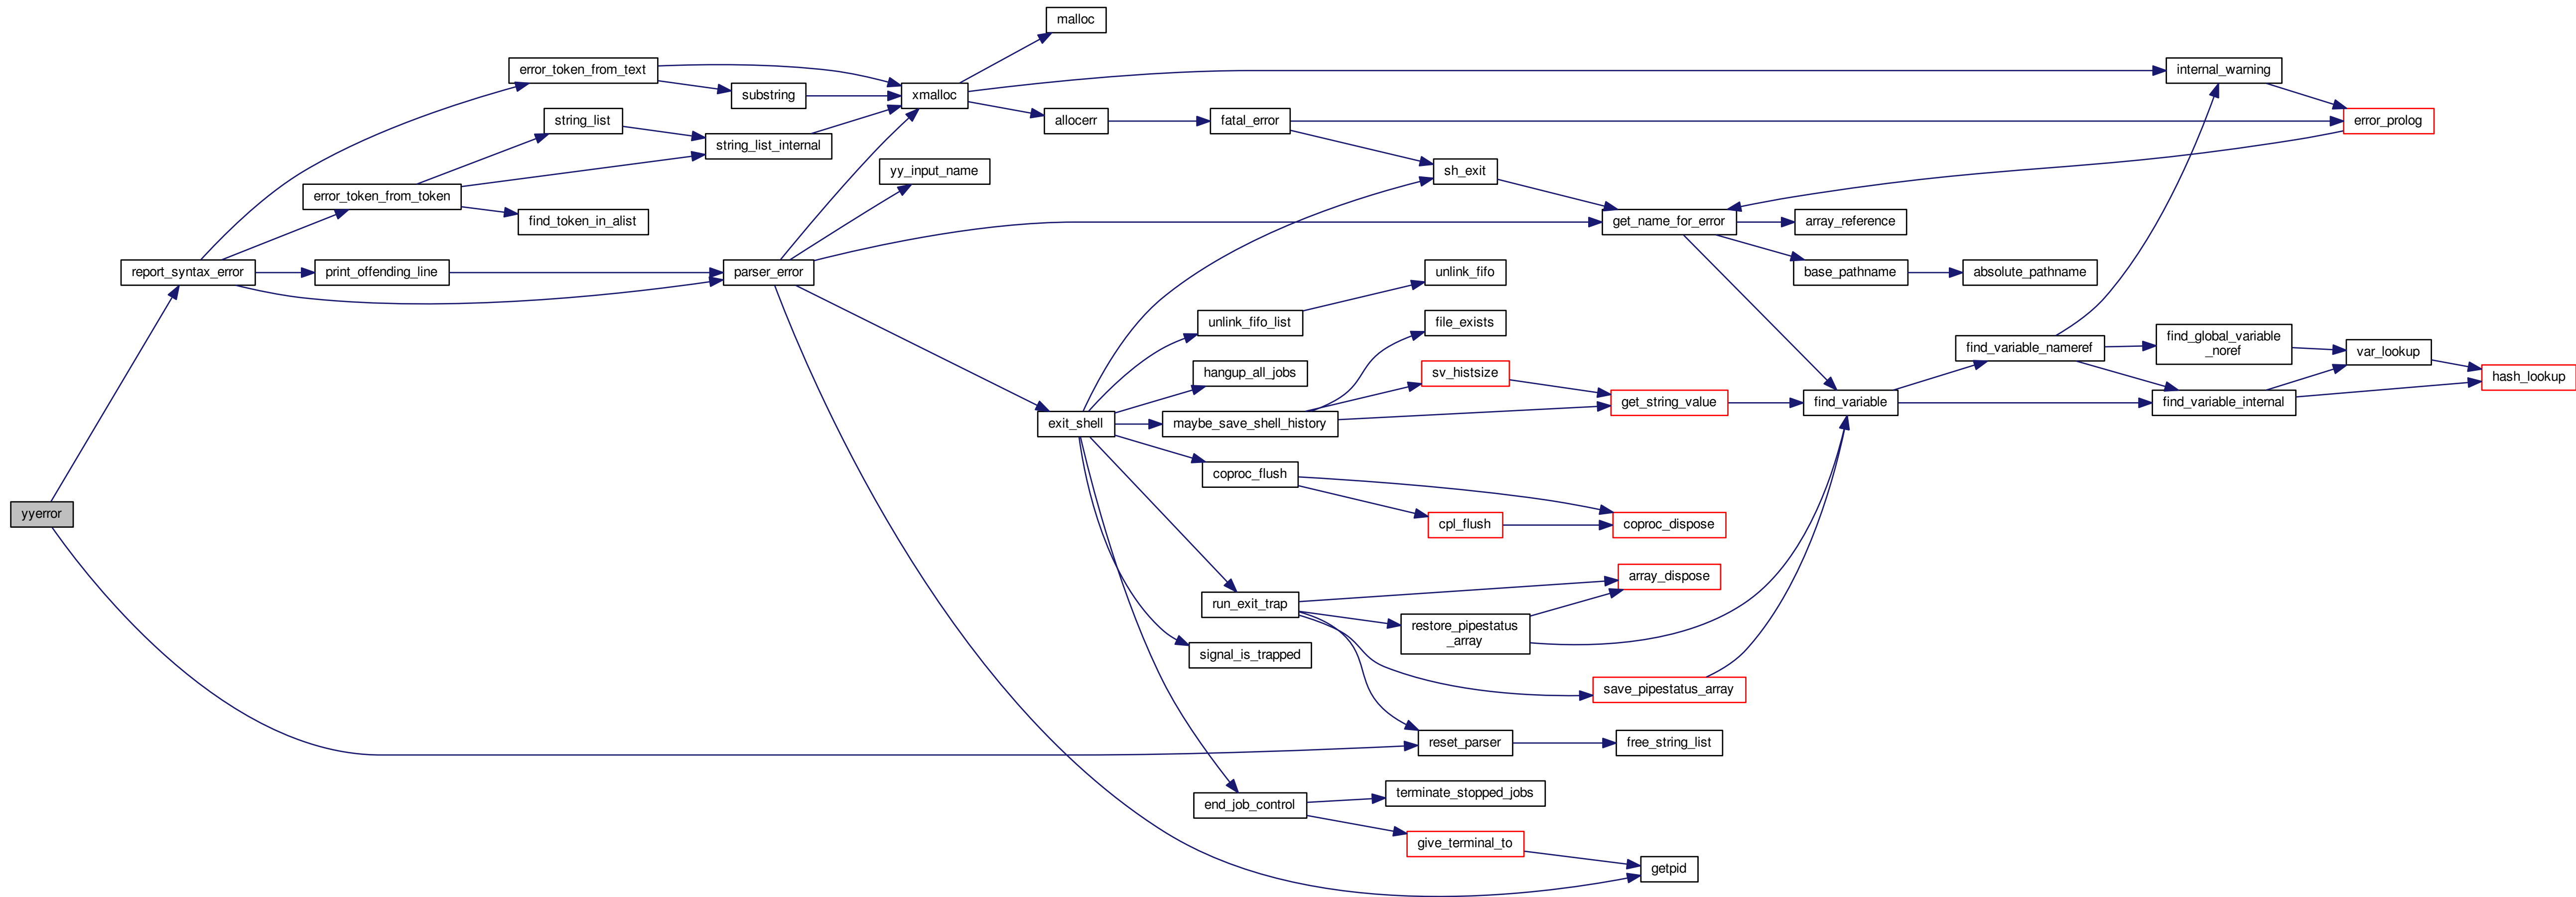 malloc
error_token_from_text
internal_warning
substring
xmalloc
string_list
allocerr
fatal_error
error_prolog
string_list_internal
yy_input_name
sh_exit
error_token_from_token
find_token_in_alist
get_name_for_error
array_reference
report_syntax_error
print_offending_line
parser_error
unlink_fifo
base_pathname
absolute_pathname
unlink_fifo_list
file_exists
find_variable_nameref
find_global_variable
_noref
var_lookup
hangup_all_jobs
sv_histsize
hash_lookup
get_string_value
find_variable
find_variable_internal
exit_shell
maybe_save_shell_history
coproc_flush
yyerror
cpl_flush
coproc_dispose
array_dispose
run_exit_trap
restore_pipestatus
_array
signal_is_trapped
save_pipestatus_array
reset_parser
free_string_list
terminate_stopped_jobs
end_job_control
give_terminal_to
getpid